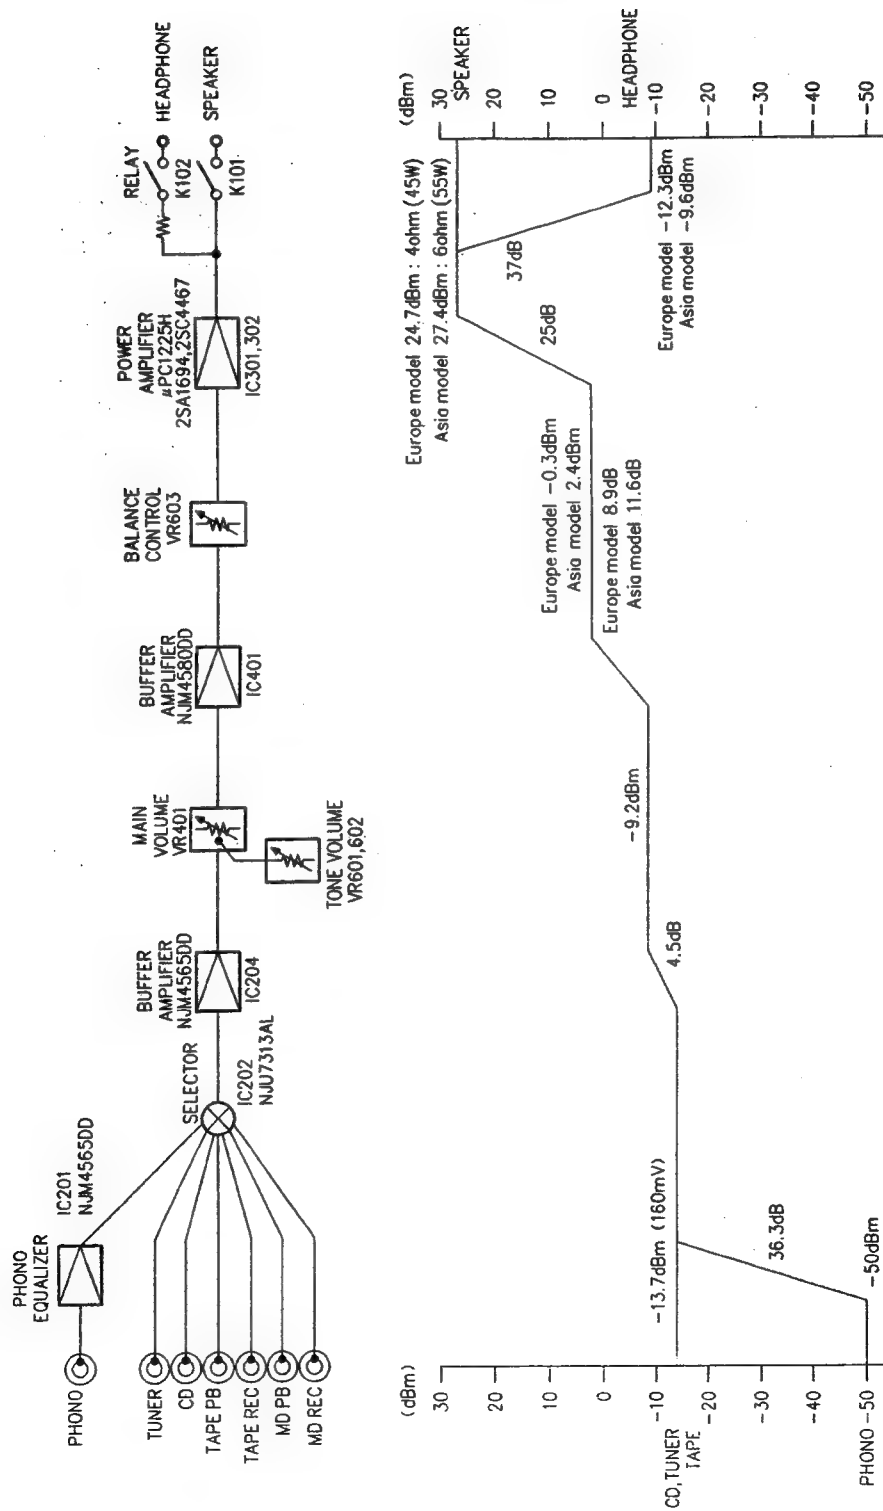 PHONO
PHONO
EQUALIZER
IC201
NJM4565DD
TUNER
CD
TAPE PB
TAPE REC
MD PB
MD REC
SELECTOR
IC202
NJU7313AL
BUFFER
AMPLIFIER
NJM4565DD
IC204
MAIN
VOLUME
VR401
TONE VOLUME
VR601,602
BUFFER
AMPLIFIER
NJM4580DD
IC401
BALANCE
CONTROL
VR603
POWER
AMPLIFIER
μPC1225H
2SA1694,2SC4467
IC301,302
RELAY
K102
HEADPHONE
SPEAKER
K101
(dBm)
30
20
10
0
-10
CD,TUNER
TAPE
-20
-30
-40
PHONO -50
-13.7dBm (160mV)
36.3dB
-50dBm
4.5dB
-9.2dBm
Europe model -0.3dBm
Asia model 2.4dBm
Europe model 8.9dB
Asia model 11.6dB
Europe model 24.7dBm : 4ohm (45W)
Asia model 27.4dBm : 6ohm (55W)
25dB
37dB
Europe model -12.3dBm
Asia model -9.6dBm
(dBm)
30
SPEAKER
20
10
0
HEADPHONE
-10
-20
-30
-40
-50